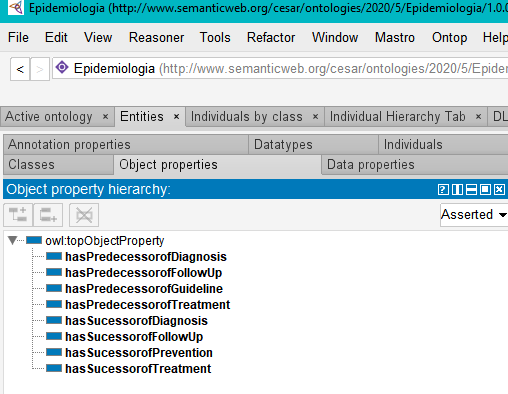 Epidemiologia (http://www.semanticweb.org/cesar/ontologies/2020/5/Epidemiologia/1.0.0
File Edit View Reasoner Tools Refactor Window Mastro Ontop Help
< > Epidemiologia (http://www.semanticweb.org/cesar/ontologies/2020/5/Epidem
Active ontology × Entities × Individuals by class × Individual Hierarchy Tab × DL
Annotation properties Datatypes Individuals
Classes Object properties Data properties
Object property hierarchy:
Asserted
owl:topObjectProperty
hasPredecessorofDiagnosis
hasPredecessorofFollowUp
hasPredecessorofGuideline
hasPredecessorofTreatment
hasSucessorofDiagnosis
hasSucessorofFollowUp
hasSucessorofPrevention
hasSucessorofTreatment